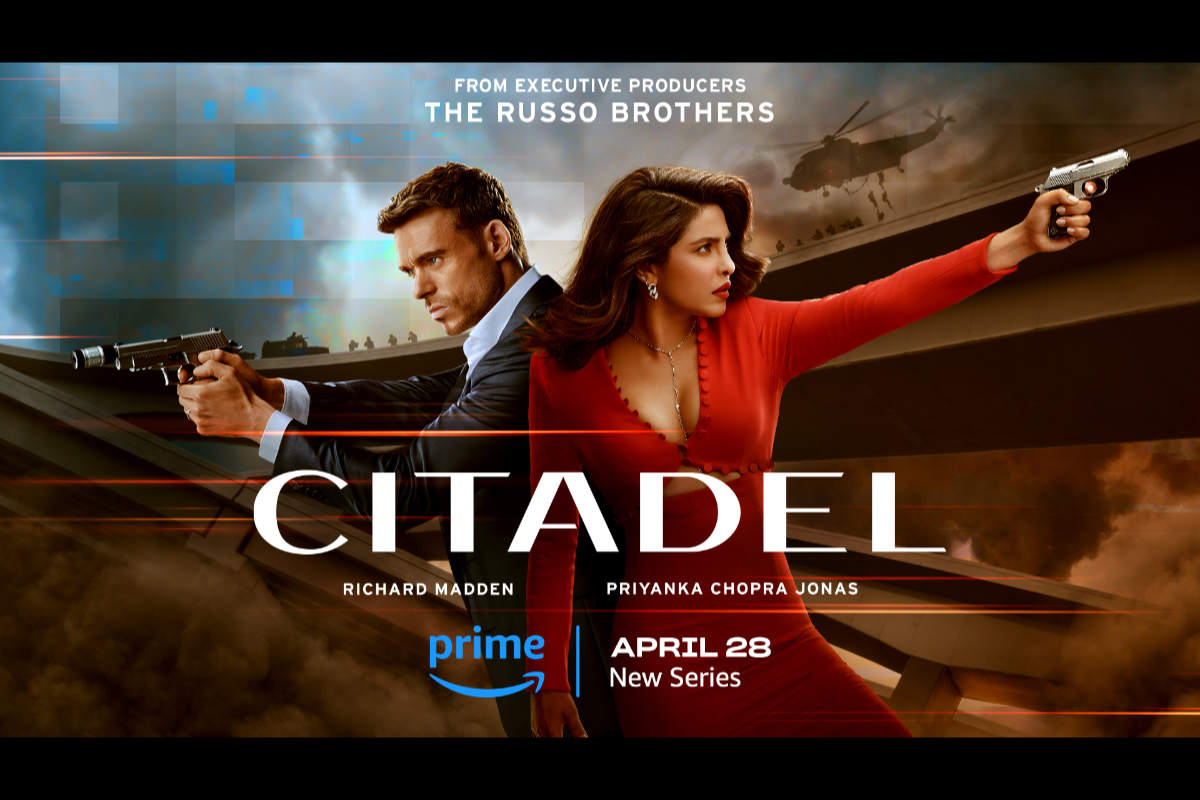 FROM EXECUTIVE PRODUCERS
THE RUSSO BROTHERS
CITADEL
RICHARD MADDEN PRIYANKA CHOPRA JONAS
prime
APRIL 28
New Series